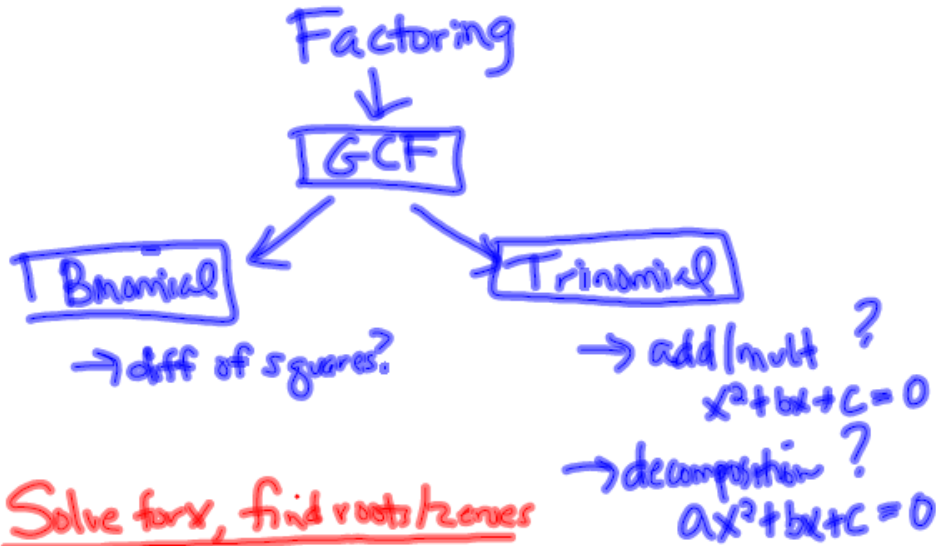 Factoring
GCF
Binomial
Trinomial
→ diff of squares?
→ add/mult ?
x²+bx+c=0
→ decomposition ?
ax²+bx+c=0
Solve for x, find roots/zeroes